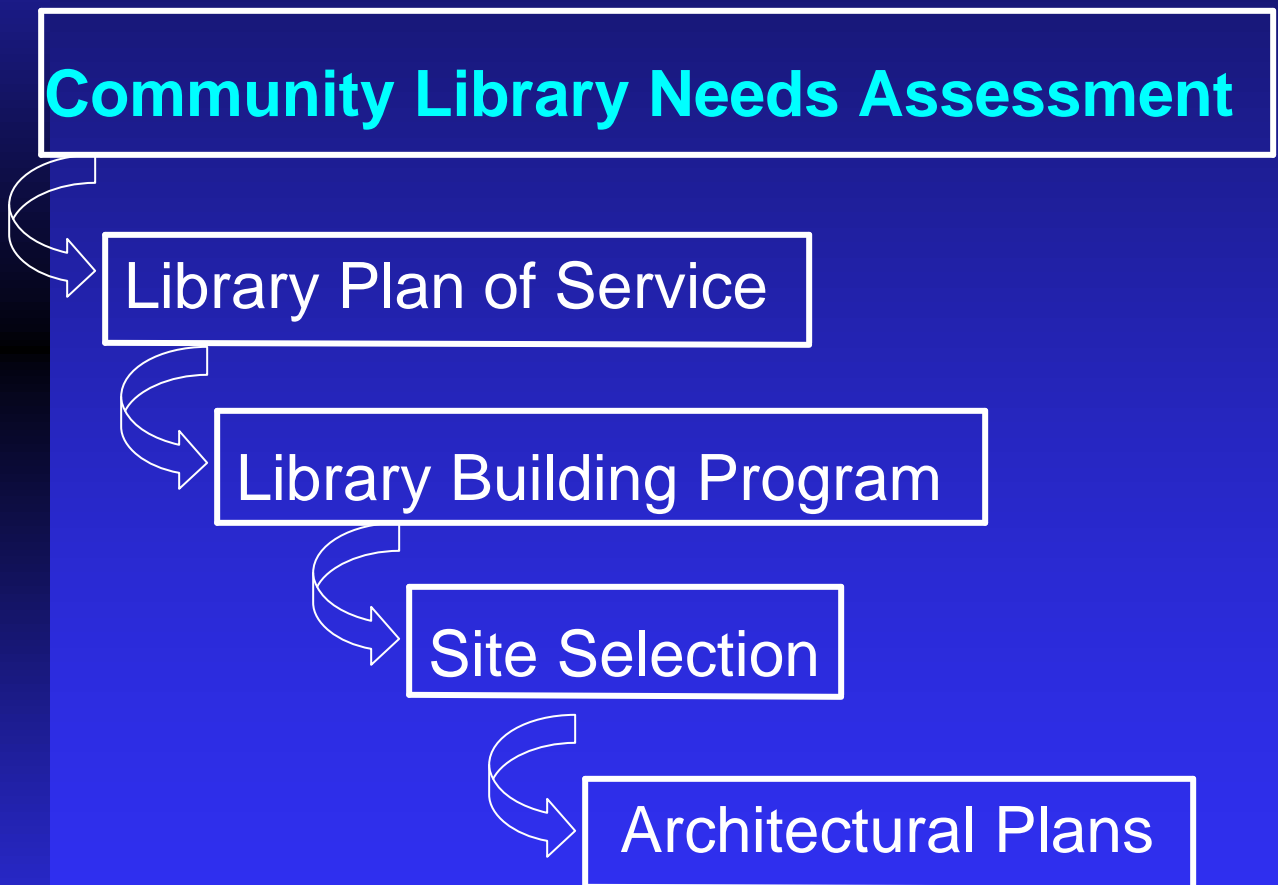 Community Library Needs Assessment
Library Plan of Service
Library Building Program
Site Selection
Architectural Plans